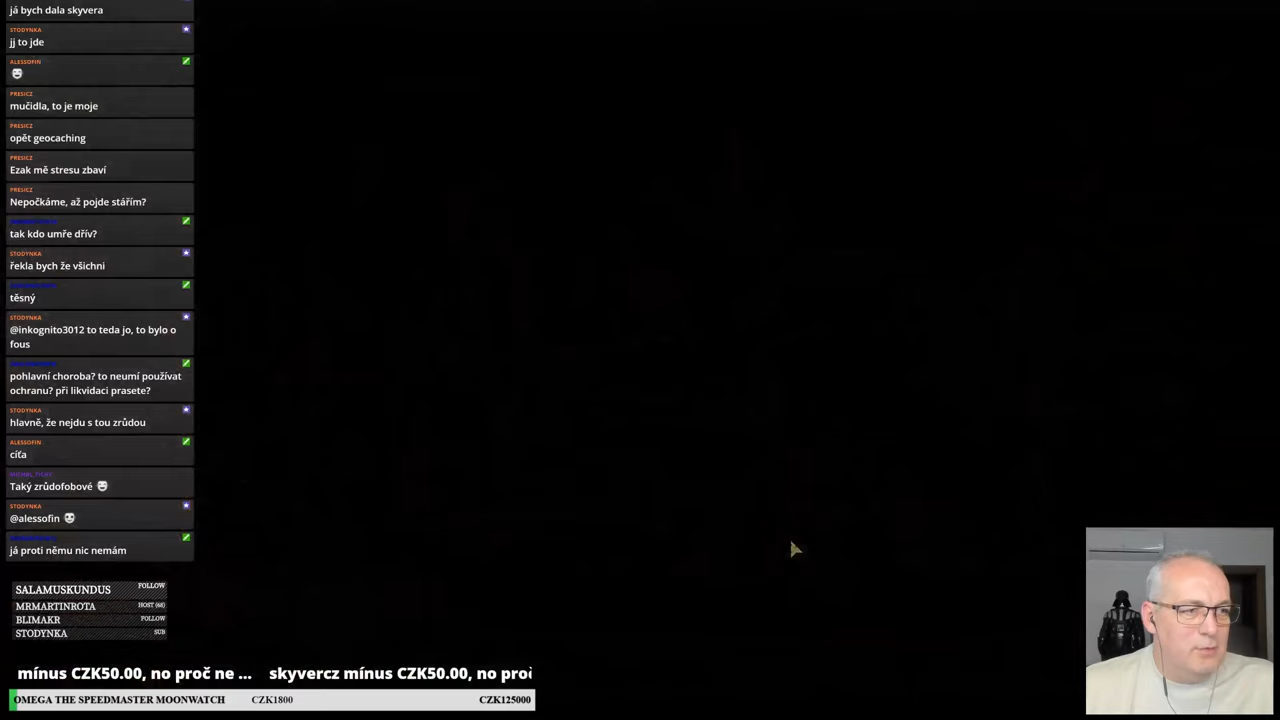 já bych dala skyvera
STODYNKA
jj to jde
ALESSOFIN
PRESICZ
mučidla, to je moje
PRESICZ
opět geocaching
PRESICZ
Ezak mě stresu zbaví
PRESICZ
Nepočkáme, až pojde stářím?
tak kdo umře dřív?
STODYNKA
řekla bych že všichni
těsný
STODYNKA
@inkognito3012 to teda jo, to bylo o
fous
pohlavní choroba? to neumí používat
ochranu? při likvidaci prasete?
STODYNKA
hlavně, že nejdu s tou zrůdou
ALESSOFIN
cíťa
MICHAL TICHY
Taký zrůdofobové
STODYNKA
@alessofin
já proti němu nic nemám
SALAMUSKUNDUS FOLLOW
MRMARTINROTA HOST (68)
BLIMAKR FOLLOW
STODYNKA SUB
mínus CZK50.00, no proč ne ... skyvercz mínus CZK50.00, no proč
OMEGA THE SPEEDMASTER MOONWATCH CZK1800 CZK125000